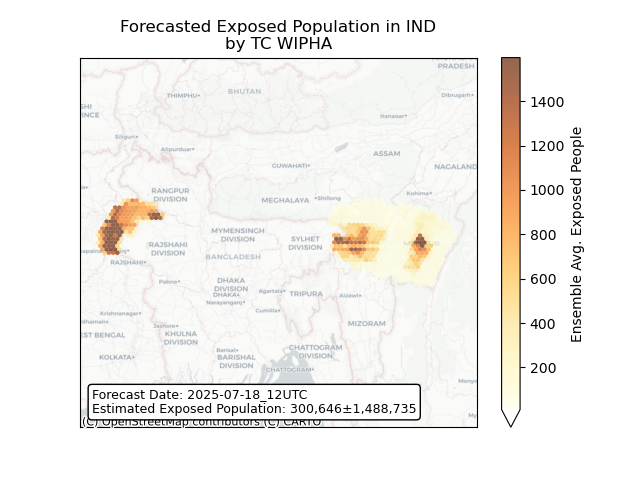 Forecasted Exposed Population in IND
by TC WIPHA
PRADESH
BHUTAN
THIMPHU•
Dibrugarh•
Itanagar•
Siliguri•
Alipurduar•
ASSAM
GUWAHATI•
NAGALAND
RANGPUR
DIVISION
MEGHALAYA
•Shillong
Kohima•
MYMENSINGH
DIVISION
SYLHET
DIVISION
RAJSHAHI
DIVISION
BANGLADESH
RAJSHAHI•
Pabna•
DHAKA
DIVISION
DHAKA•
Narayanganj•
Agartala•
TRIPURA
Aizawl•
Cumilla•
Krishnanagar•
MIZORAM
Jashore•
KHULNA
DIVISION
EST BENGAL
KOLKATA•
Barisal•
BARISHAL
DIVISION
CHATTOGRAM
DIVISION
CHATTOGRAM•
Forecast Date: 2025-07-18_12UTC
Estimated Exposed Population: 300,646±1,488,735
(C) OpenStreetMap contributors (C) CARTO
1400
1200
1000
800
600
400
200
Ensemble Avg. Exposed People